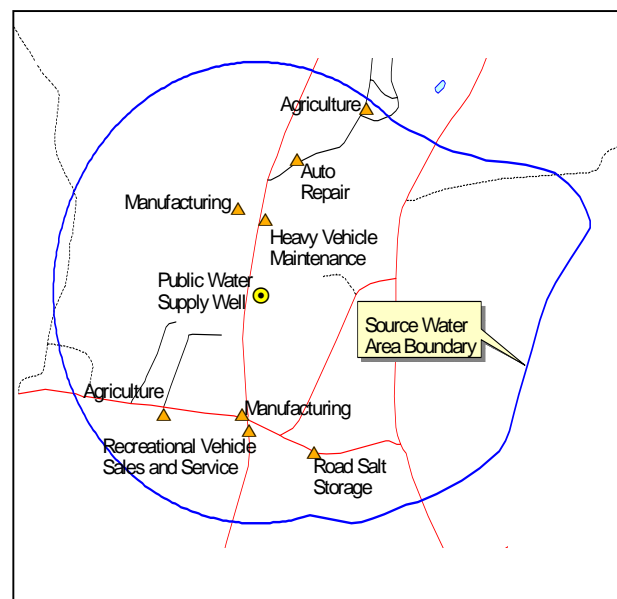 Agriculture
Auto
Repair
Manufacturing
Heavy Vehicle
Maintenance
Public Water
Supply Well
Source Water
Area Boundary
Agriculture
Manufacturing
Recreational Vehicle
Sales and Service
Road Salt
Storage